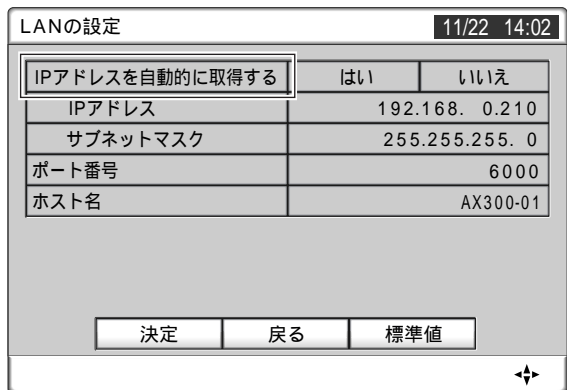 LANの設定 11/22 14:02
IPアドレスを自動的に取得する はい いいえ
IPアドレス 192.168. 0.210
サブネットマスク 255.255.255. 0
ポート番号 6000
ホスト名 AX300-01
決定 戻る 標準値